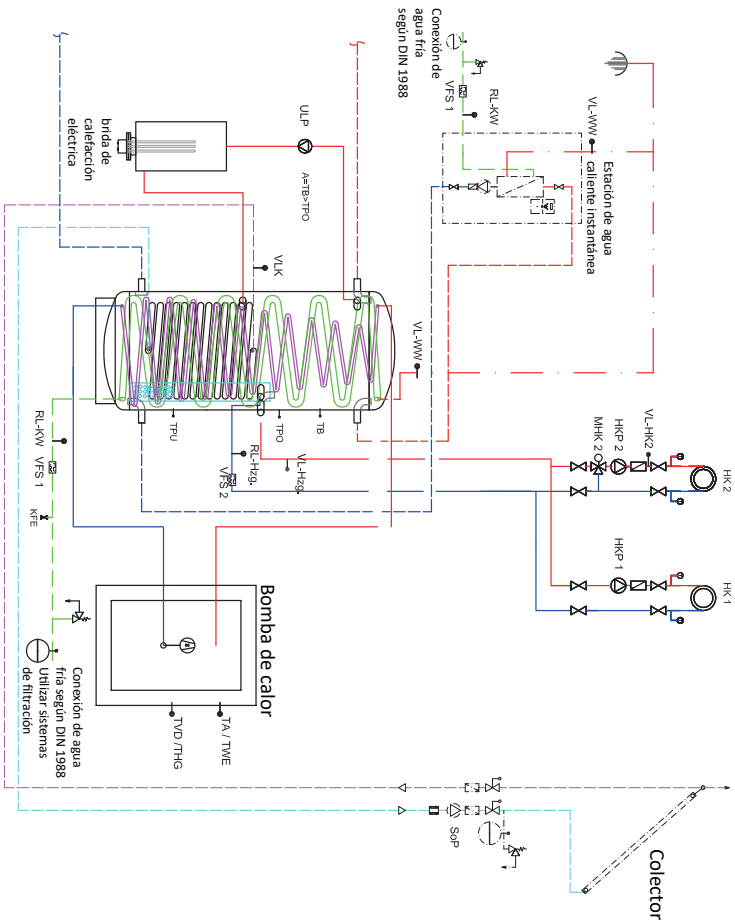 Conexión de
agua fría
según DIN 1988
VFS 1
RL-KW
VL-WW
Estación de agua
caliente instantánea
brida de
calefacción
eléctrica
ULP
A=TB>TPO
VLK
VL-WW
TPU
TPO
TB
RL-KW
VFS 1
KFE
RL-Hzg.
VFS 2
VL-Hzg.
MHK 2
HKP 2
VL-HK2
HK 2
HKP 1
HK 1
Bomba de calor
TVD /THG
TA / TWE
Conexión de agua
fría según DIN 1988
Utilizar sistemas
de filtración
SoP
Colector